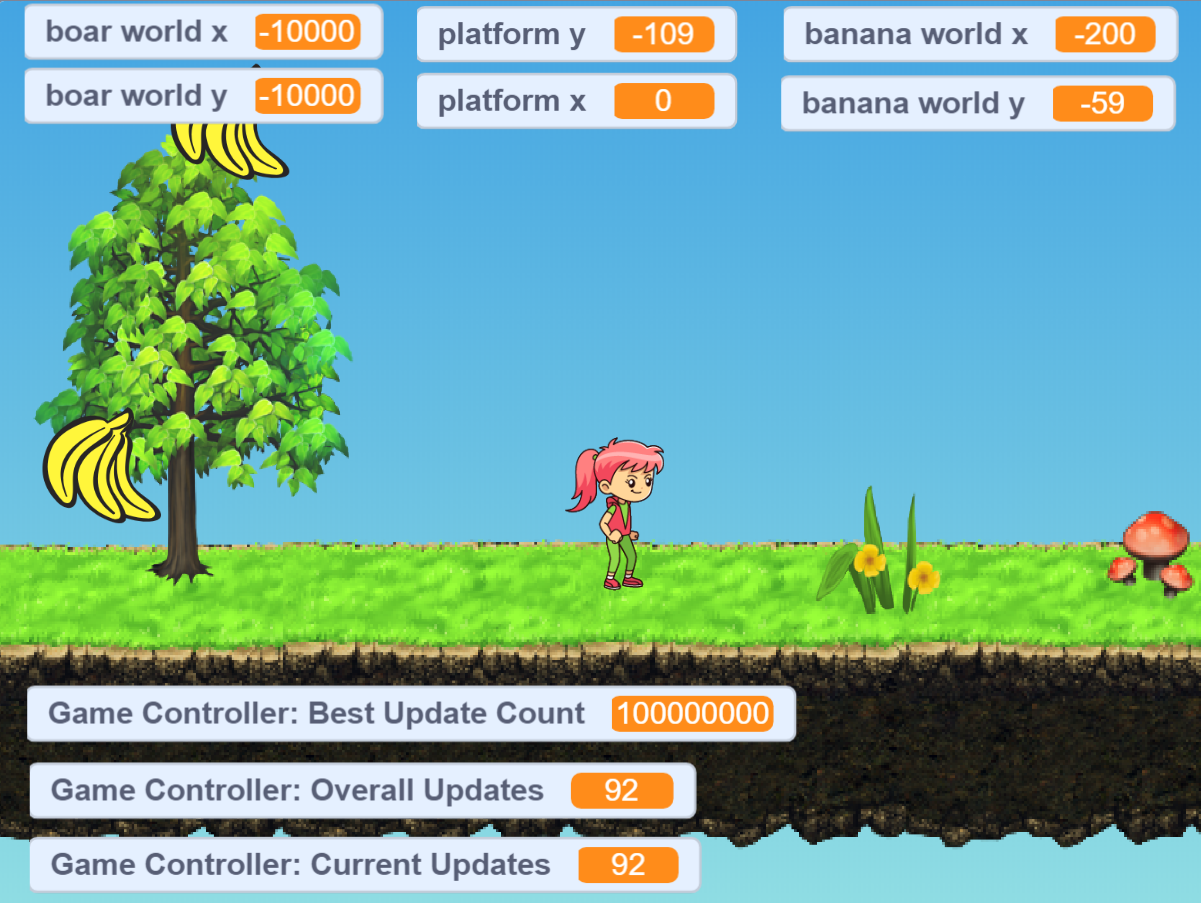 boar world x -10000
platform y -109
banana world x -200
boar world y -10000
platform x 0
banana world y -59
Game Controller: Best Update Count 100000000
Game Controller: Overall Updates 92
Game Controller: Current Updates 92